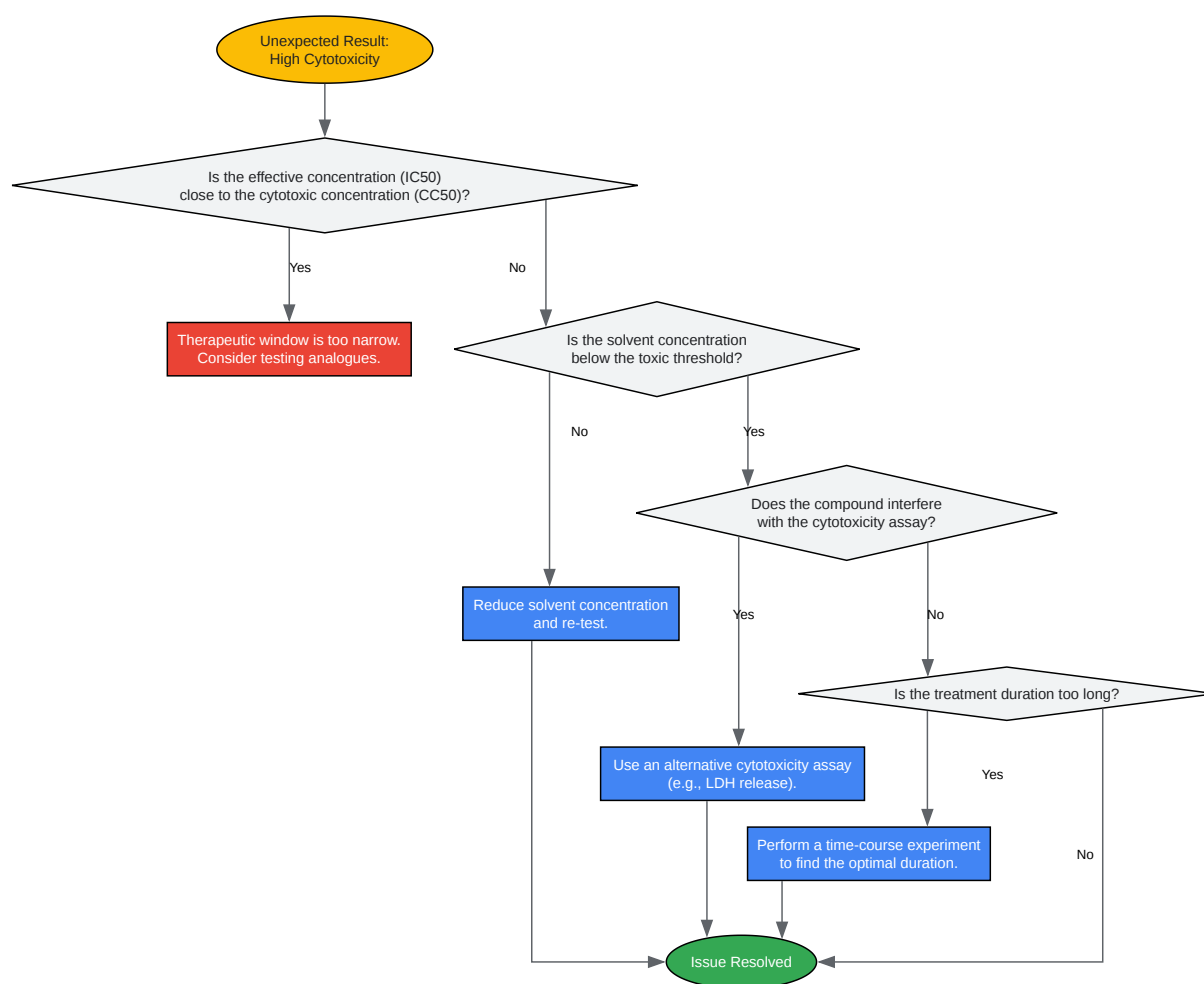 Unexpected Result:
High Cytotoxicity
Is the effective concentration (IC50)
close to the cytotoxic concentration (CC50)?
Yes
No
Therapeutic window is too narrow.
Consider testing analogues.
Is the solvent concentration
below the toxic threshold?
No
Yes
Does the compound interfere
with the cytotoxicity assay?
Reduce solvent concentration
and re-test.
Yes
No
Is the treatment duration too long?
Use an alternative cytotoxicity assay
(e.g., LDH release).
Yes
Perform a time-course experiment
to find the optimal duration.
No
Issue Resolved